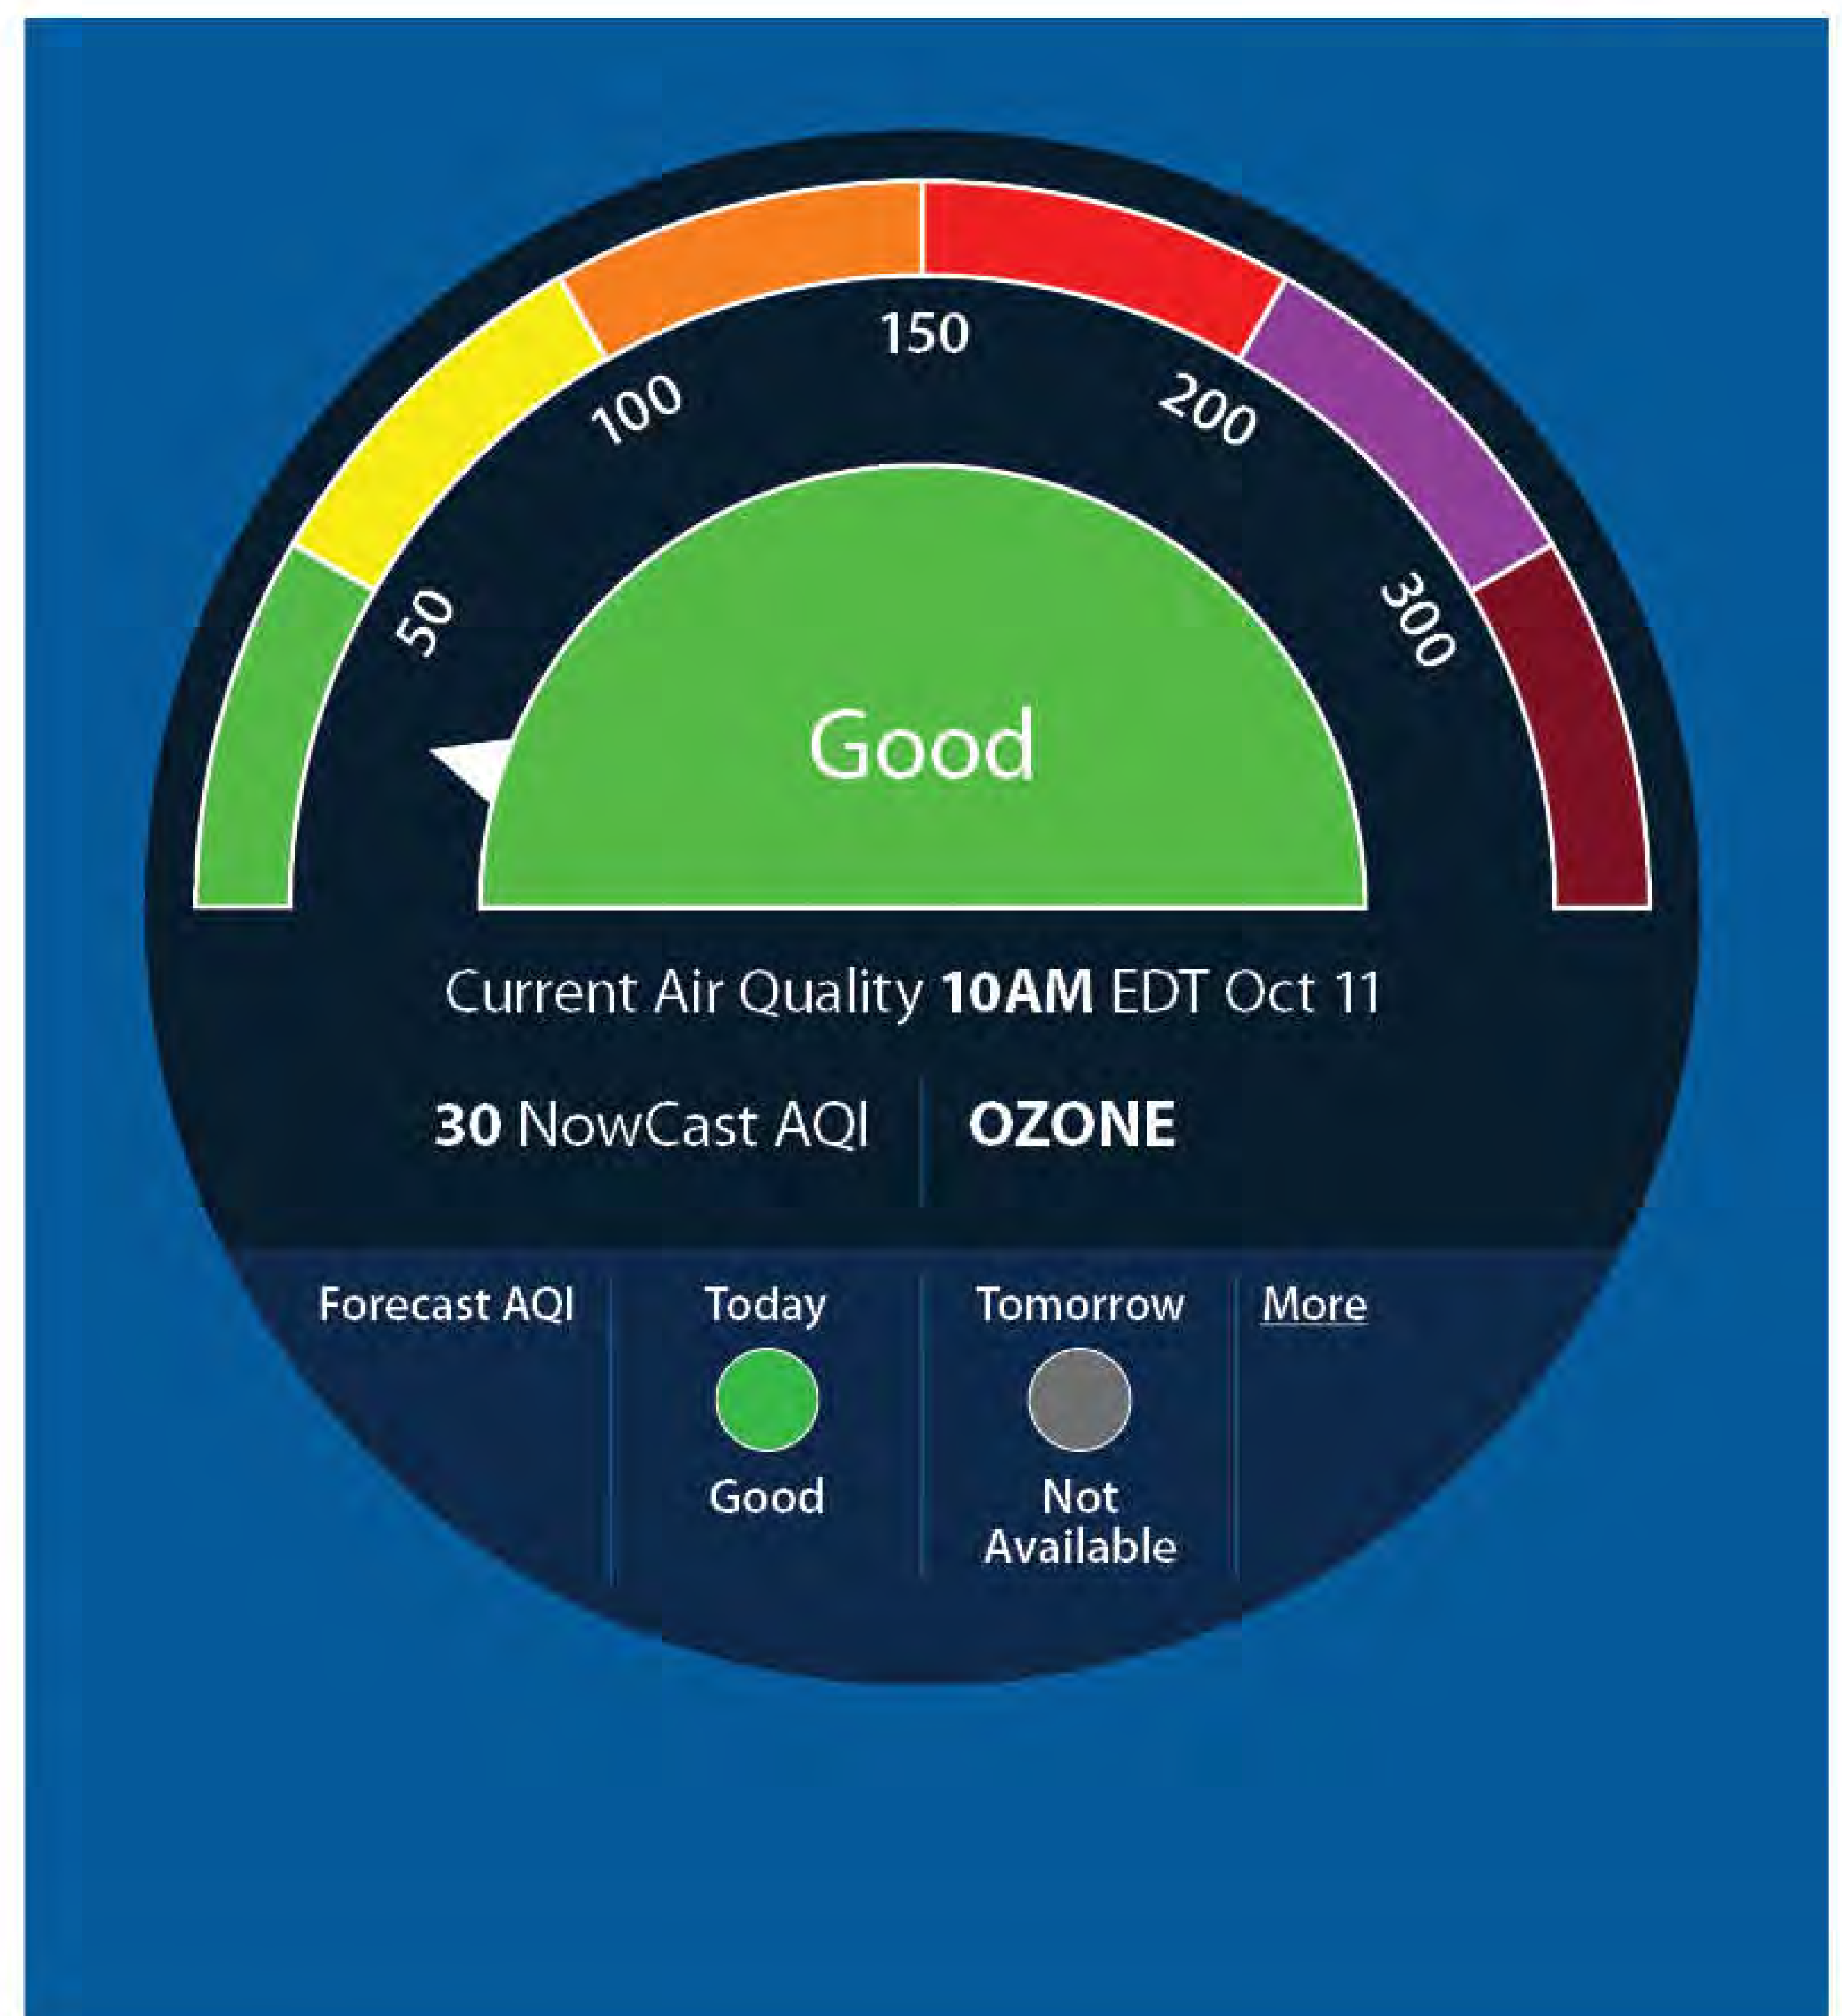 150
100
200
50
300
Good
Current Air Quality 10AM EDT Oct 11
30 NowCast AQI
OZONE
Forecast AQI
Today
Good
Tomorrow
Not
Available
More